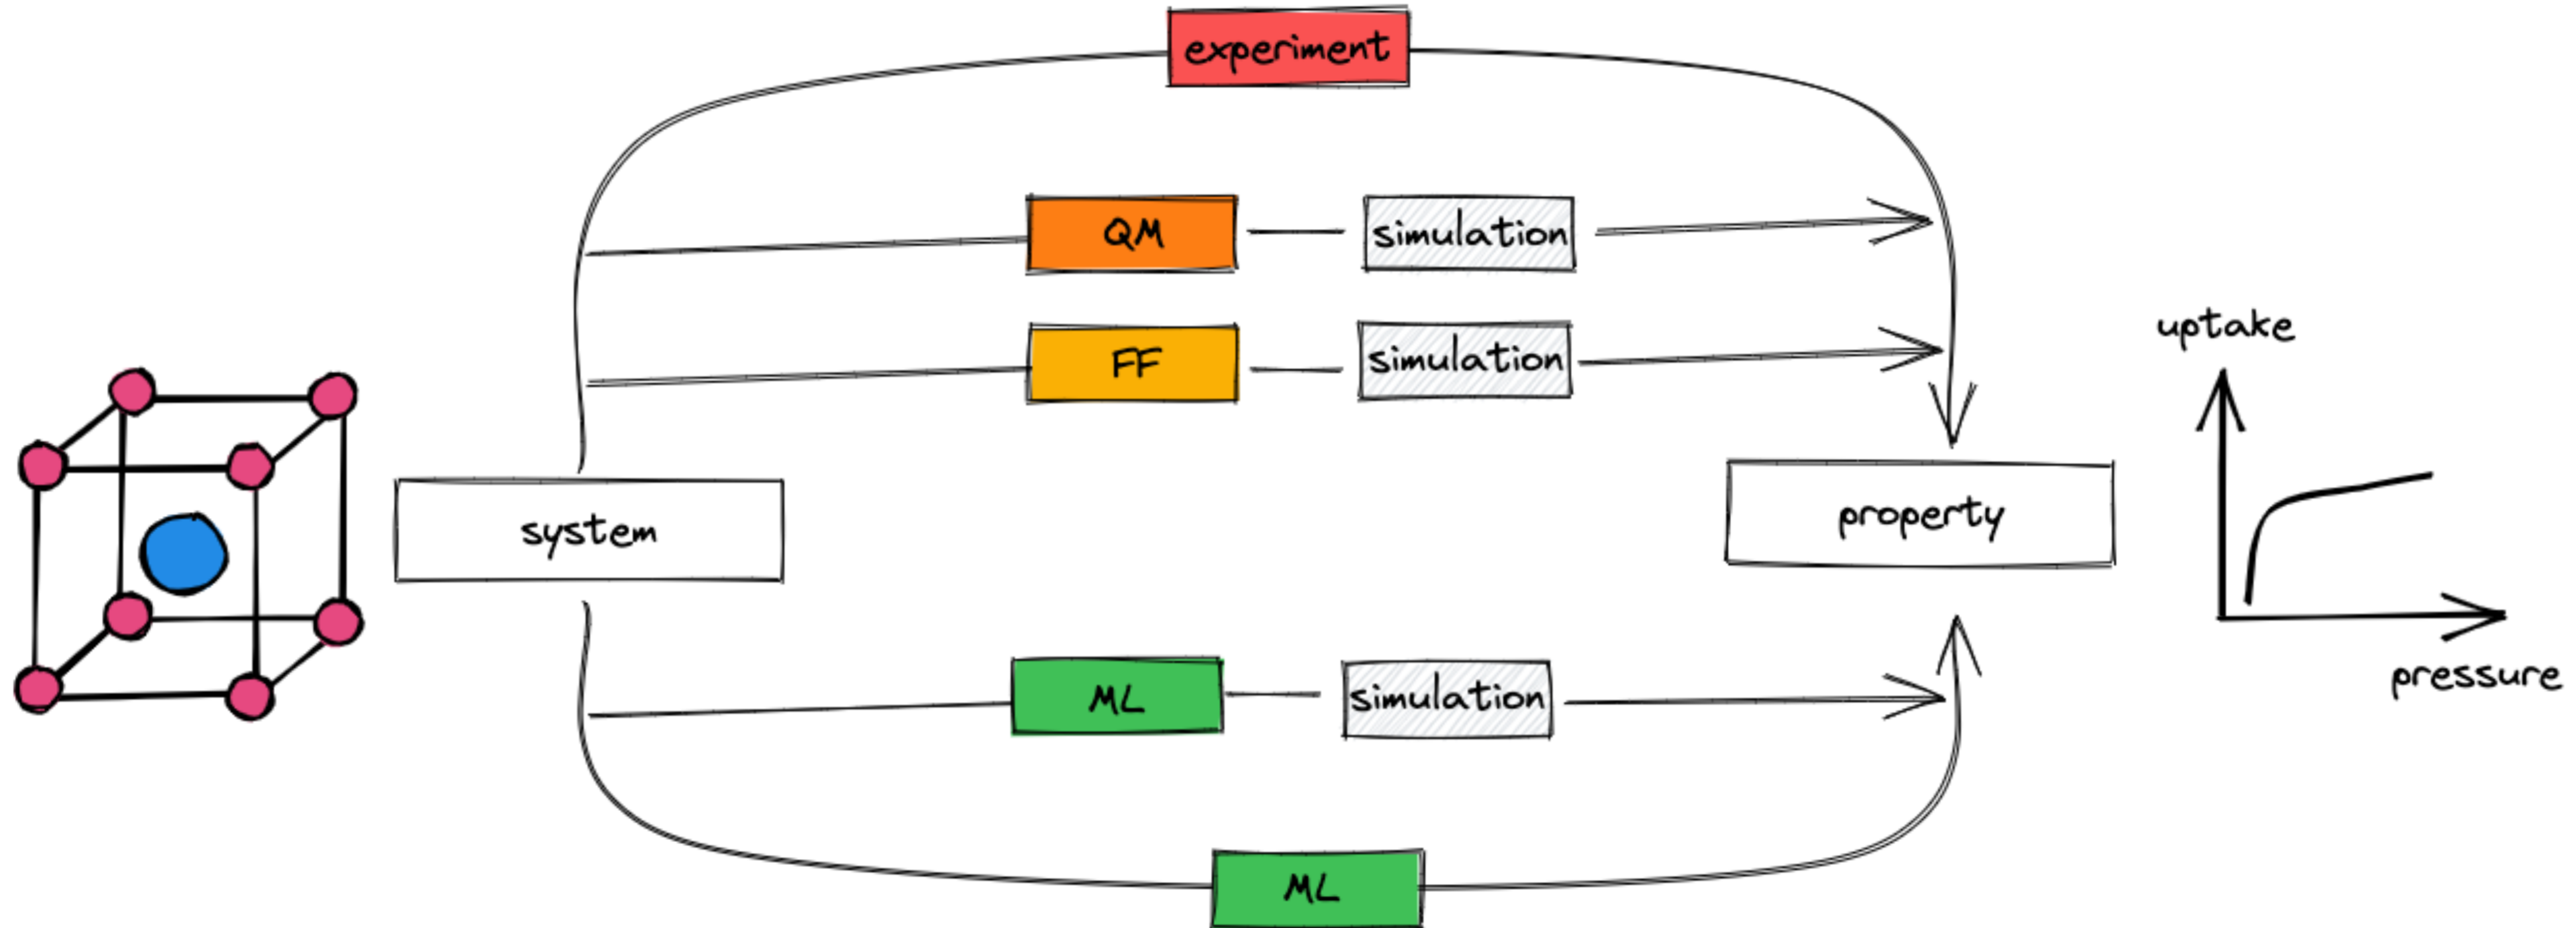 experiment
QM
simulation
FF
simulation
uptake
system
property
pressure
ML
simulation
ML